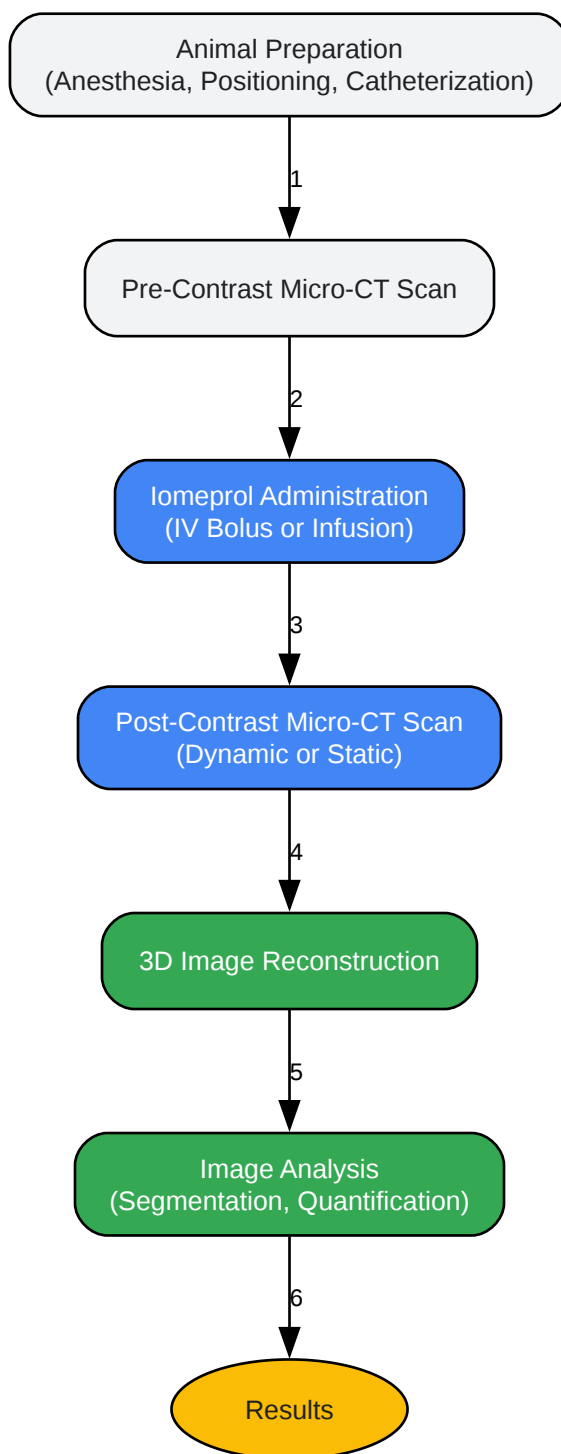 Animal Preparation
(Anesthesia, Positioning, Catheterization)
1
Pre-Contrast Micro-CT Scan
2
Iomeprol Administration
(IV Bolus or Infusion)
3
Post-Contrast Micro-CT Scan
(Dynamic or Static)
4
3D Image Reconstruction
5
Image Analysis
(Segmentation, Quantification)
6
Results